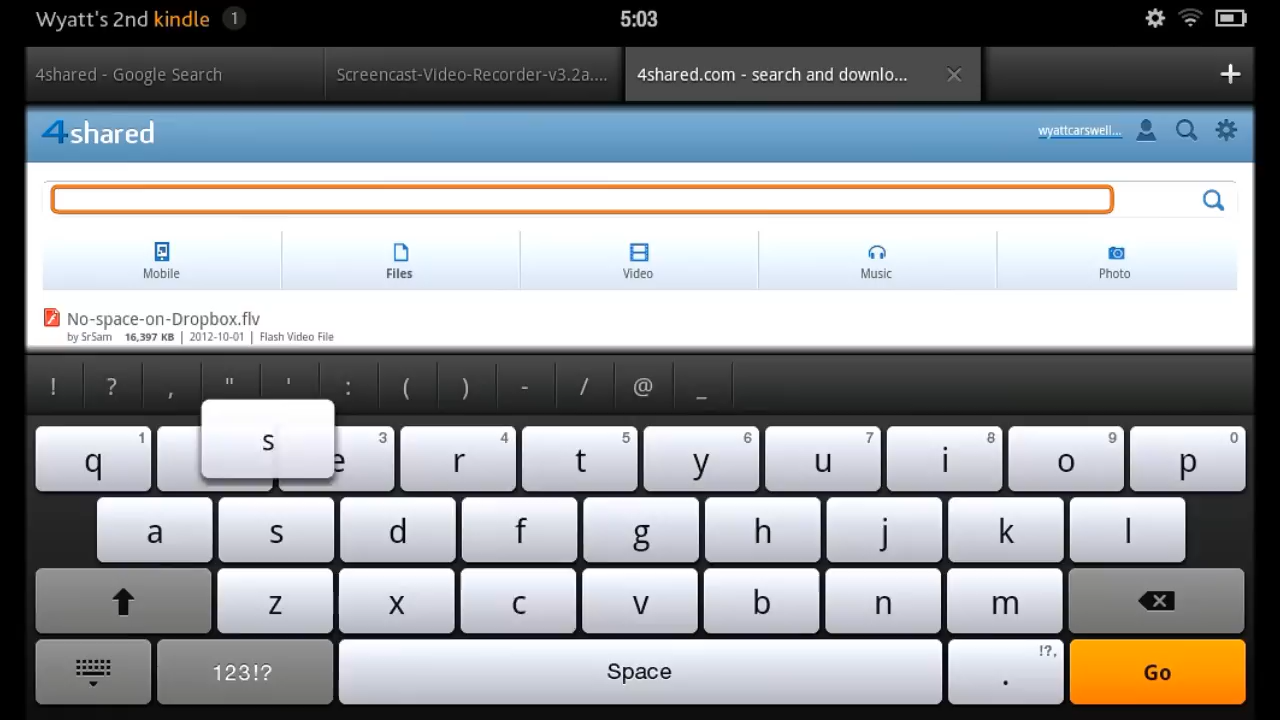 Wyatt's 2nd kindle 1 5:03
4shared - Google Search Screencast-Video-Recorder-v3.2a.... 4shared.com - search and downlo... +
4shared wyattcarswell...
Mobile Files Video Music Photo
No-space-on-Dropbox.flv
by SrSam 16,397 KB | 2012-10-01 | Flash Video File
! ? , " ' : ( ) - / @ _
s
q 1 e 3 r 4 t 5 y 6 u 7 i 8 o 9 p 0
a s d f g h j k l
z x c v b n m
123!? Space . !?, Go